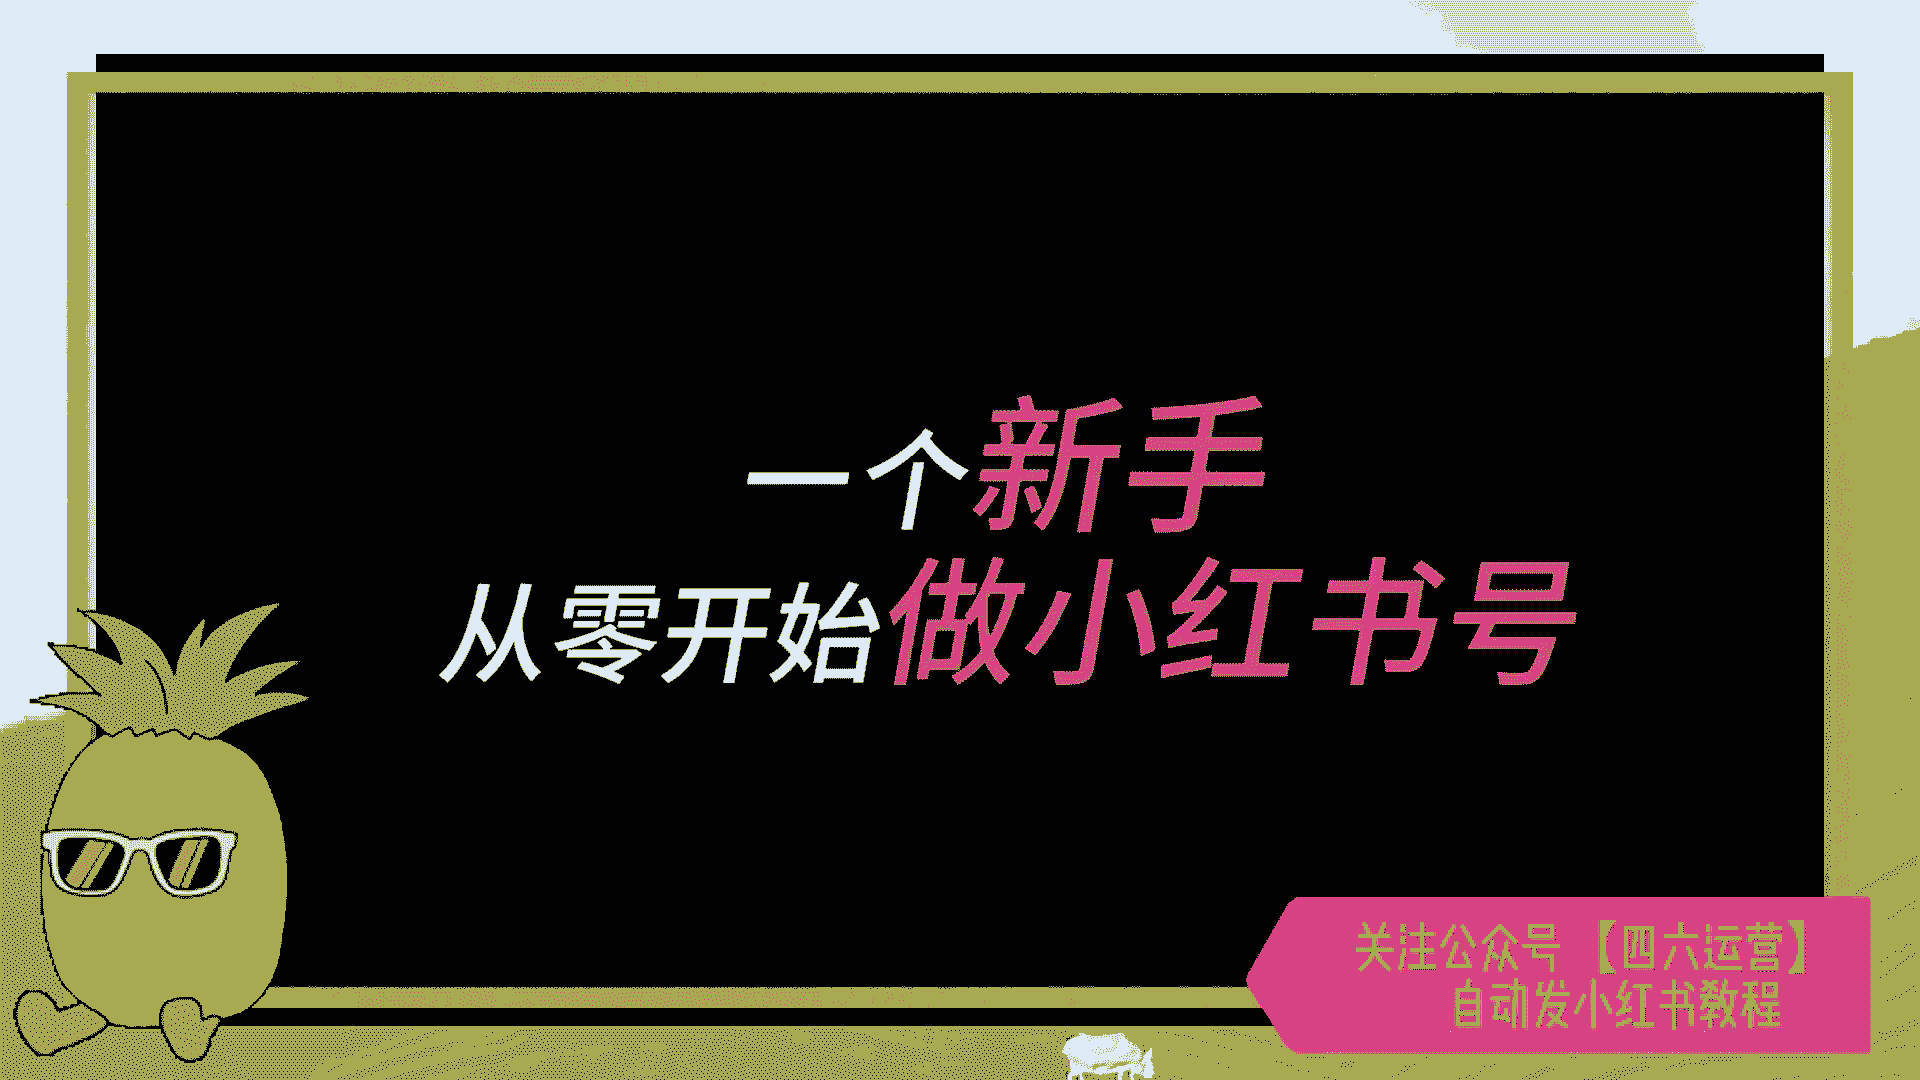 一个新手
从零开始做小红书号
关注公众号【四六运营】
自动发小红书教程